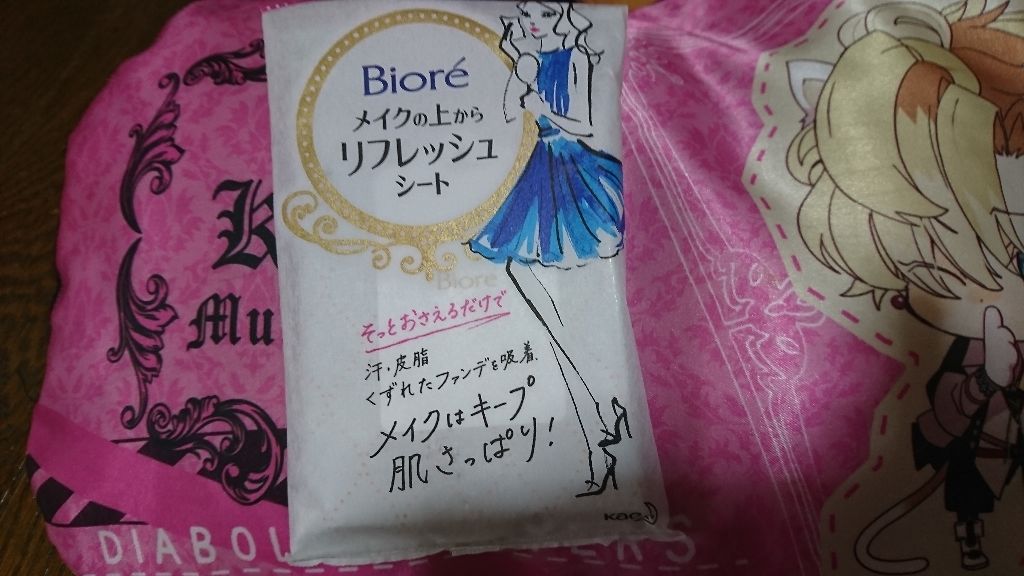 Bioré
メイクの上から
リフレッシュ
シート
Bioré
そっとおさえるだけで
汗・皮脂
くずれたファンデを吸着
メイクはキープ
肌さっぱり!
Kao
K
Mu
DIABOL
ERS